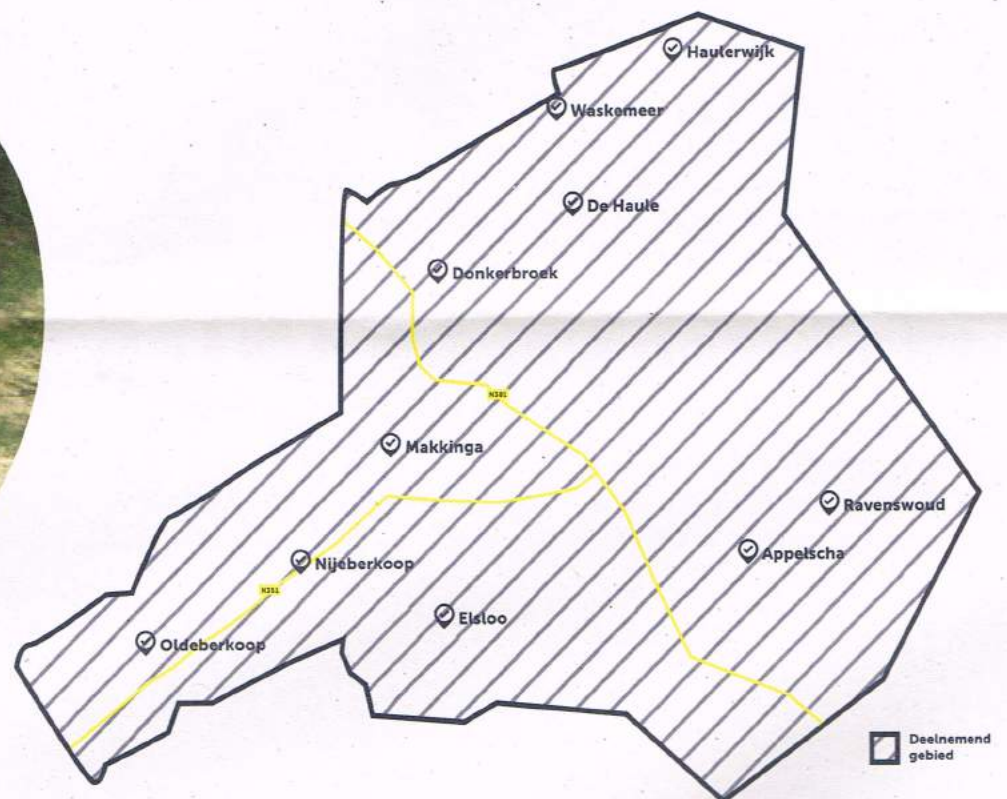 Haulerwijk
Waskemeer
De Haule
Donkerbroek
N381
Makkinga
Ravenswoud
Appelscha
Nijeberkoop
N351
Elsloo
Oldeberkoop
Deelnemend
gebied